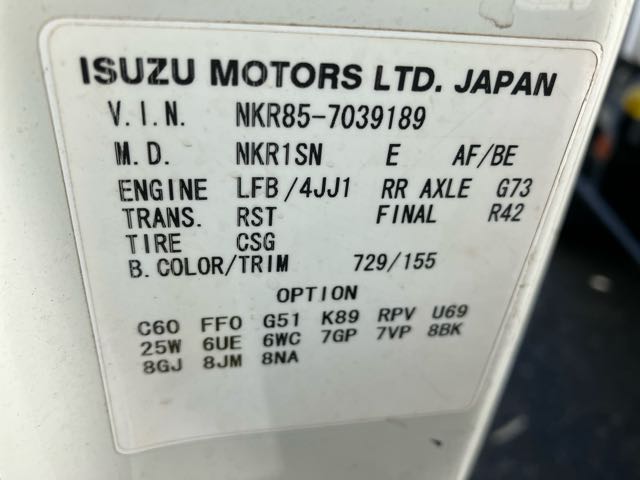 ISUZU MOTORS LTD. JAPAN
V.I.N. NKR85-7039189
M.D. NKR1SN E AF/BE
ENGINE LFB/4JJ1 RR AXLE G73
TRANS. RST FINAL R42
TIRE CSG
B.COLOR/TRIM 729/155
OPTION
C60 FF0 G51 K89 RPV U69
25W 6UE 6WC 7GP 7VP 8BK
8GJ 8JM 8NA